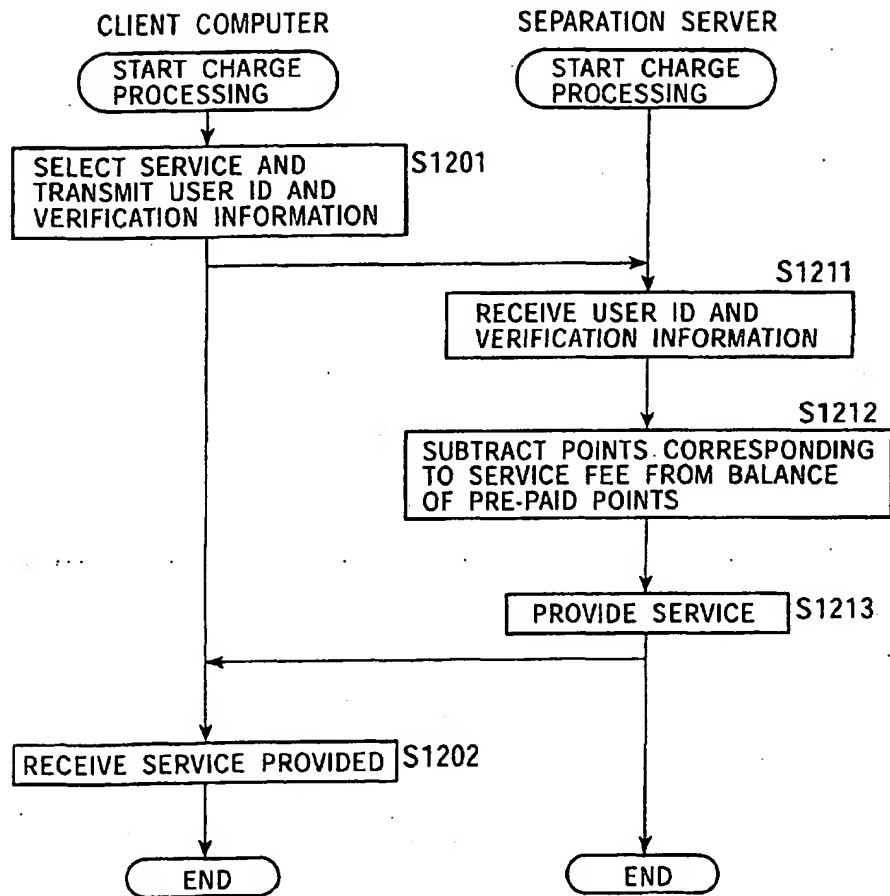 CLIENT COMPUTER
SEPARATION SERVER
START CHARGE
PROCESSING
START CHARGE
PROCESSING
SELECT SERVICE AND
TRANSMIT USER ID AND
VERIFICATION INFORMATION
S1201
S1211
RECEIVE USER ID AND
VERIFICATION INFORMATION
S1212
SUBTRACT POINTS CORRESPONDING
TO SERVICE FEE FROM BALANCE
OF PRE-PAID POINTS
PROVIDE SERVICE
S1213
RECEIVE SERVICE PROVIDED
S1202
END
END